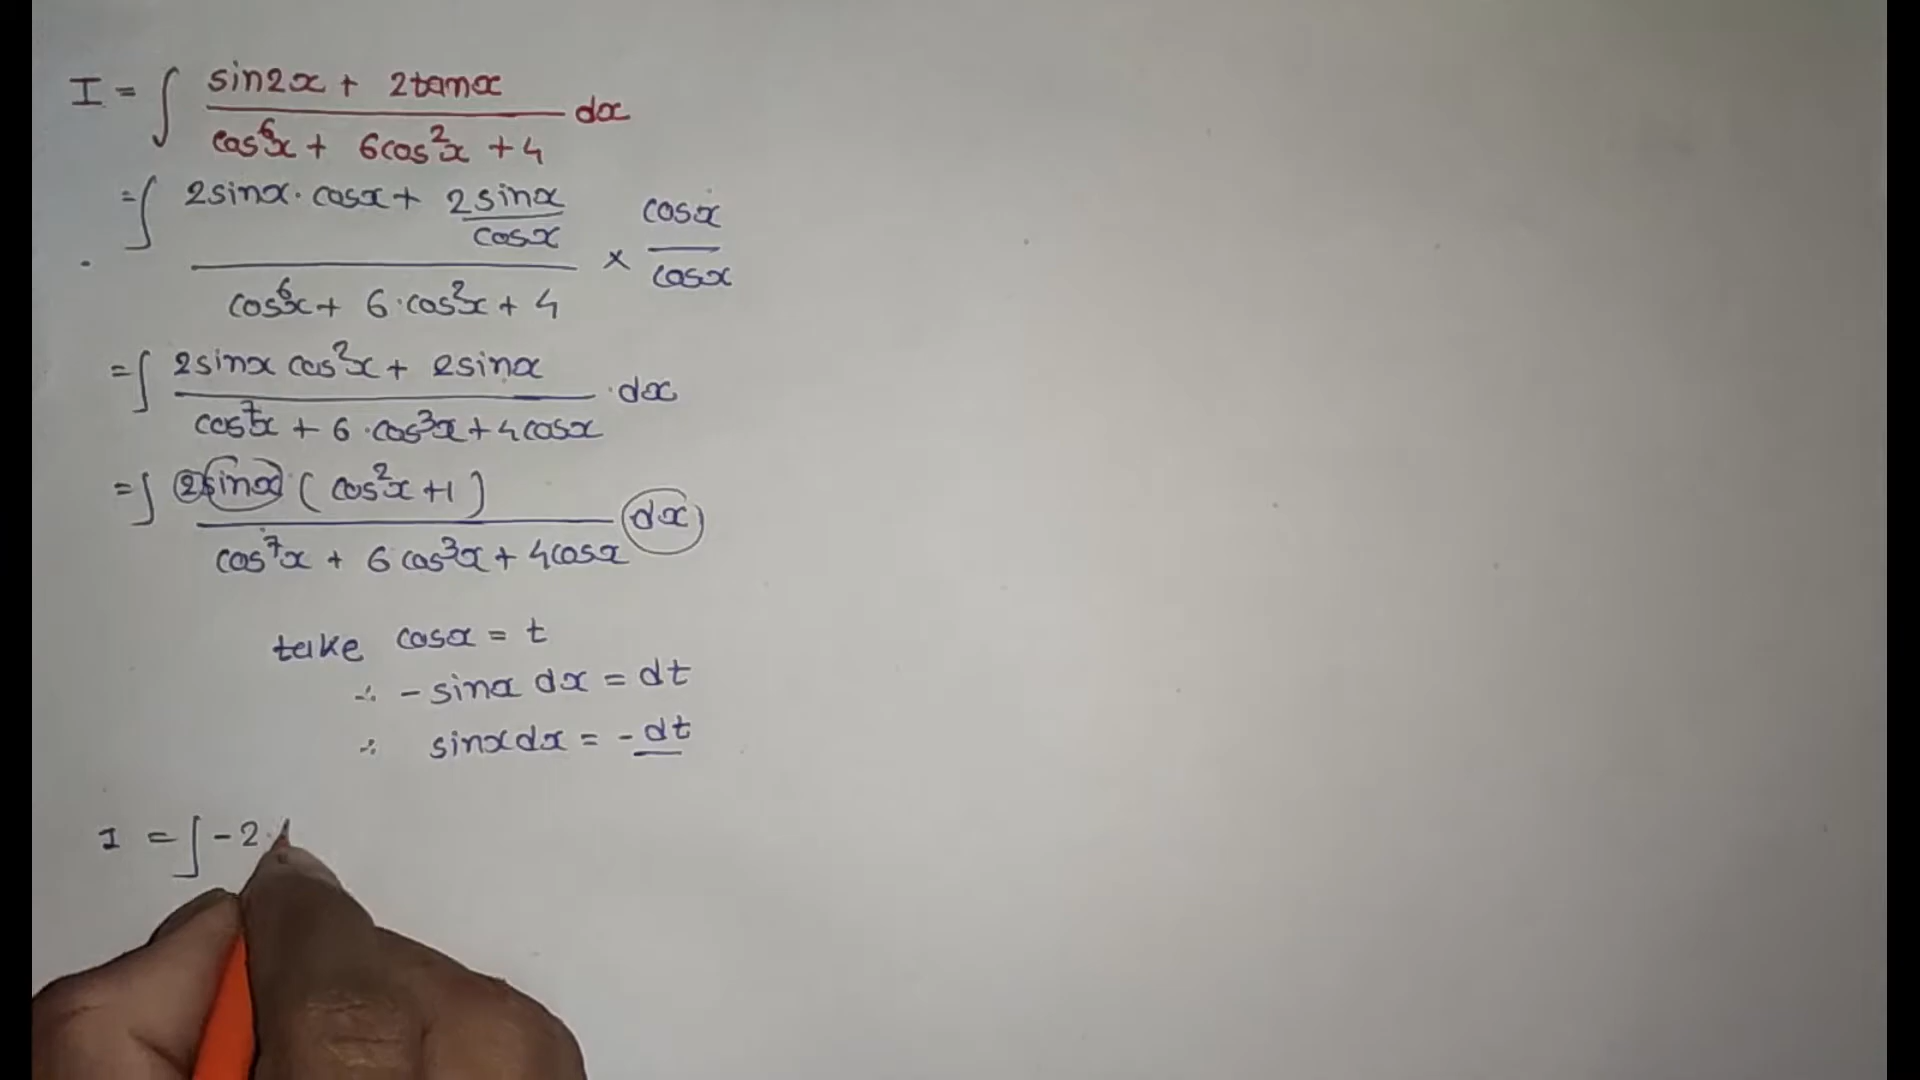 I = ∫ sin2x + 2tanx / cos⁶x + 6cos²x + 4 dx
= ∫ 2sinx· cosx + 2sinx/cosx / cos⁶x + 6·cos²x + 4 × cosx/cosx
= ∫ 2sinx cos²x + 2sinx / cos⁷x + 6·cos³x + 4cosx ·dx
= ∫ 2sinx (cos²x +1) / cos⁷x + 6cos³x + 4cosx dx
take cosx = t
∴ -sinx dx = dt
∴ sinxdx = -dt
I = ∫ -2·